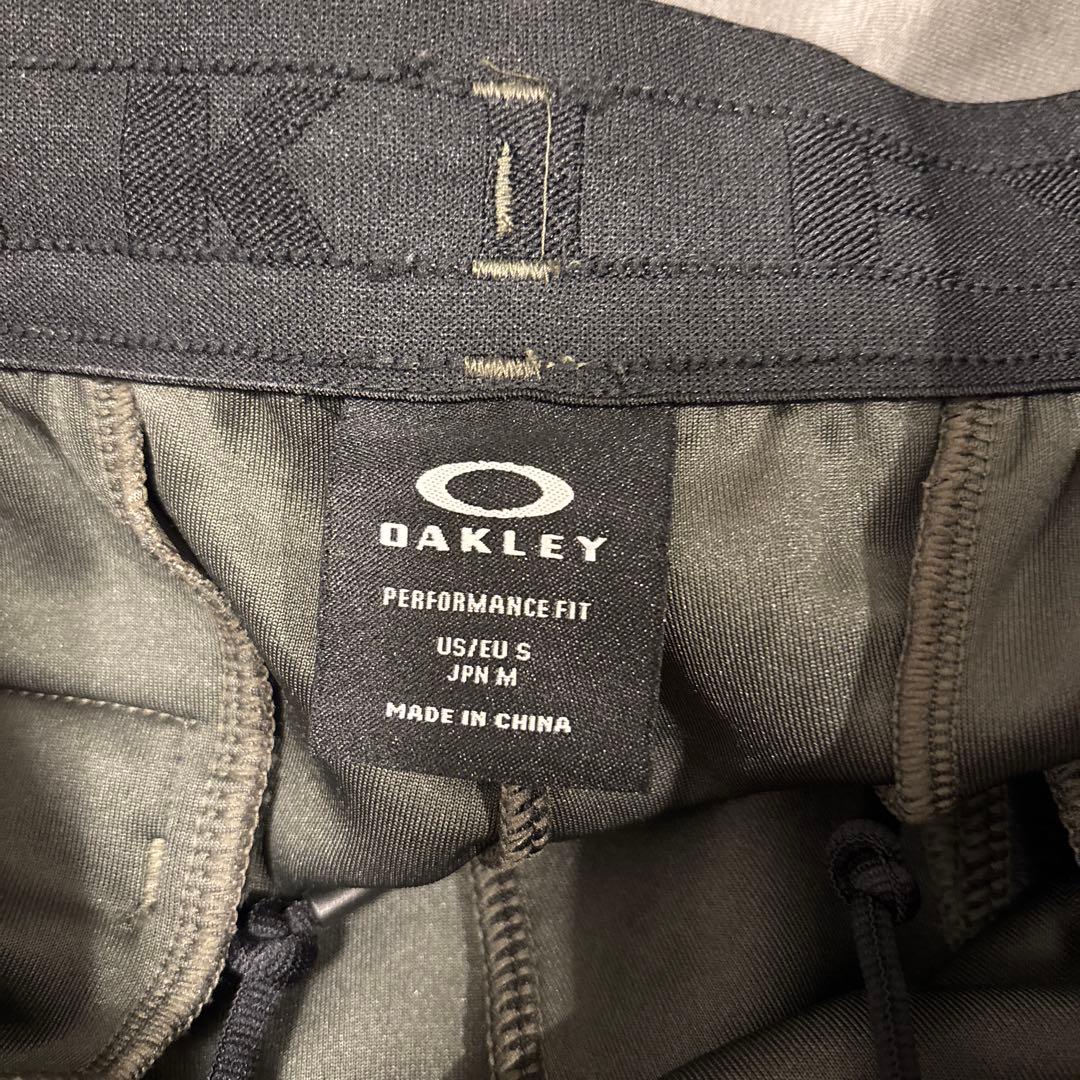 OAKLEY
PERFORMANCE FIT
US/EU S
JPN M
MADE IN CHINA